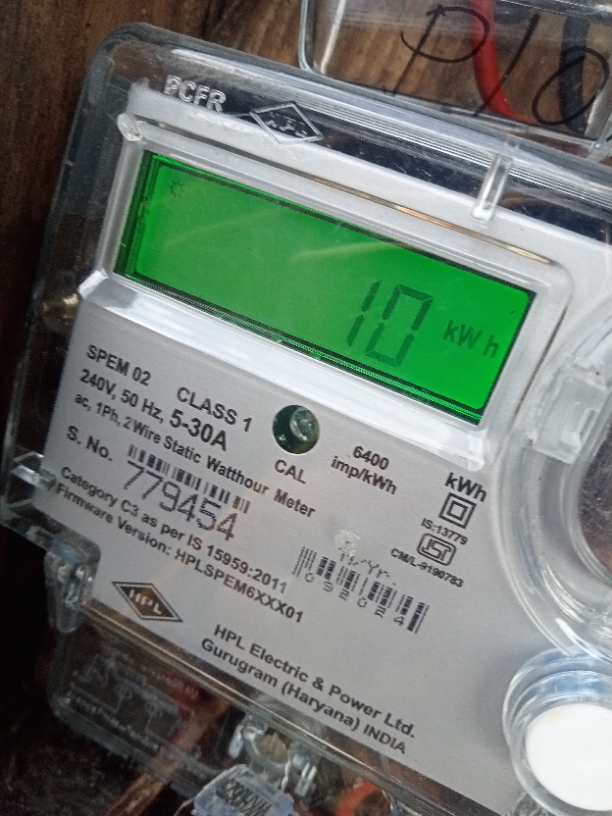 P/0
PCFR
HPL
10 kWh
SPEM 02 CLASS 1
240V, 50 Hz, 5-30A
ac, 1Ph, 2 Wire Static Watthour Meter
CAL
6400
imp/kWh
kWh
S. No.
779454
IS:13779
CM/L-9190783
Category C3 as per IS 15959:2011
Firmware Version: HPLSPEM6XXX01
HPL
HPL Electric & Power Ltd.
Gurugram (Haryana) INDIA